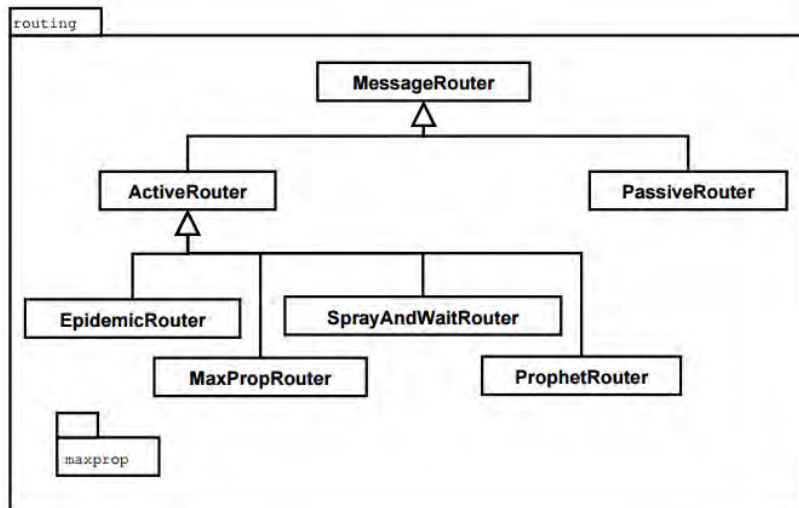 routing
MessageRouter
ActiveRouter
PassiveRouter
EpidemicRouter
SprayAndWaitRouter
MaxPropRouter
ProphetRouter
maxprop